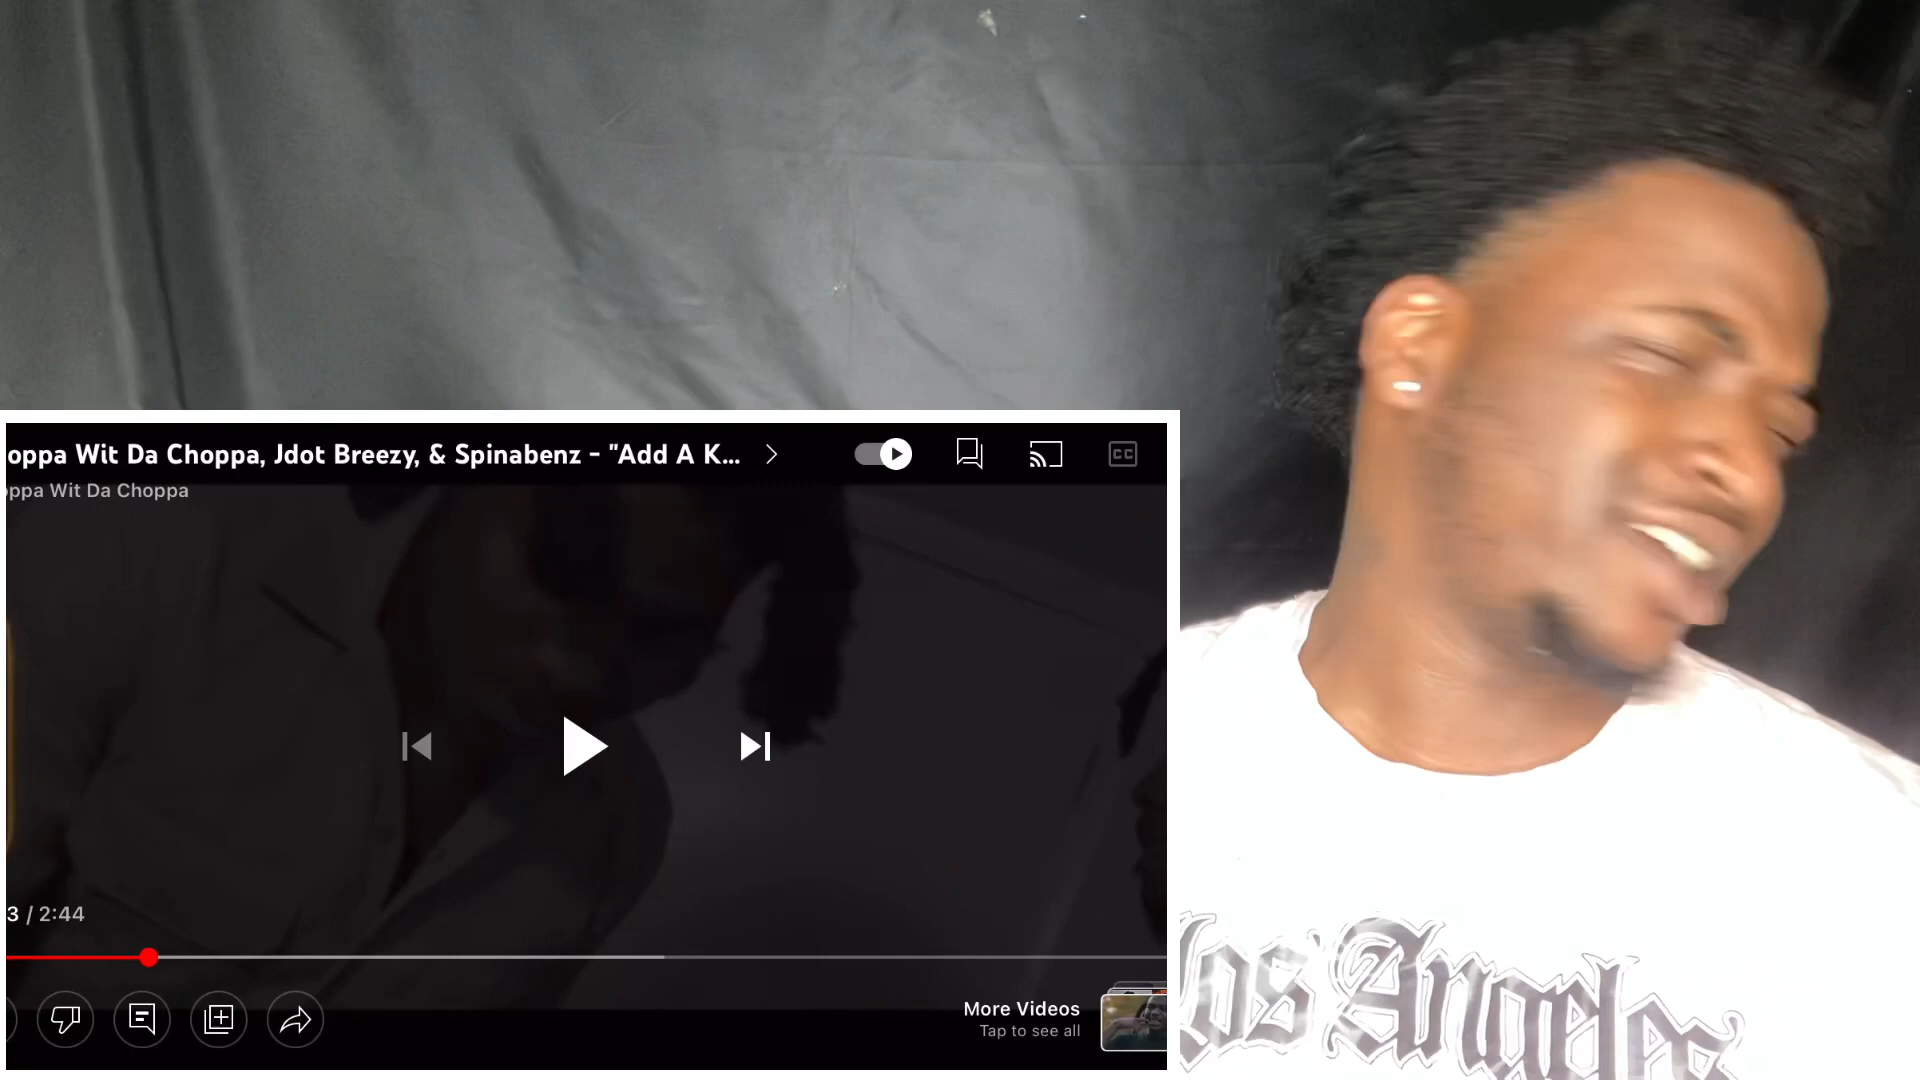 oppa Wit Da Choppa, Jdot Breezy, & Spinabenz - "Add A K...
CC
ppa Wit Da Choppa
3 / 2:44
More Videos
Tap to see all
Los Angeles